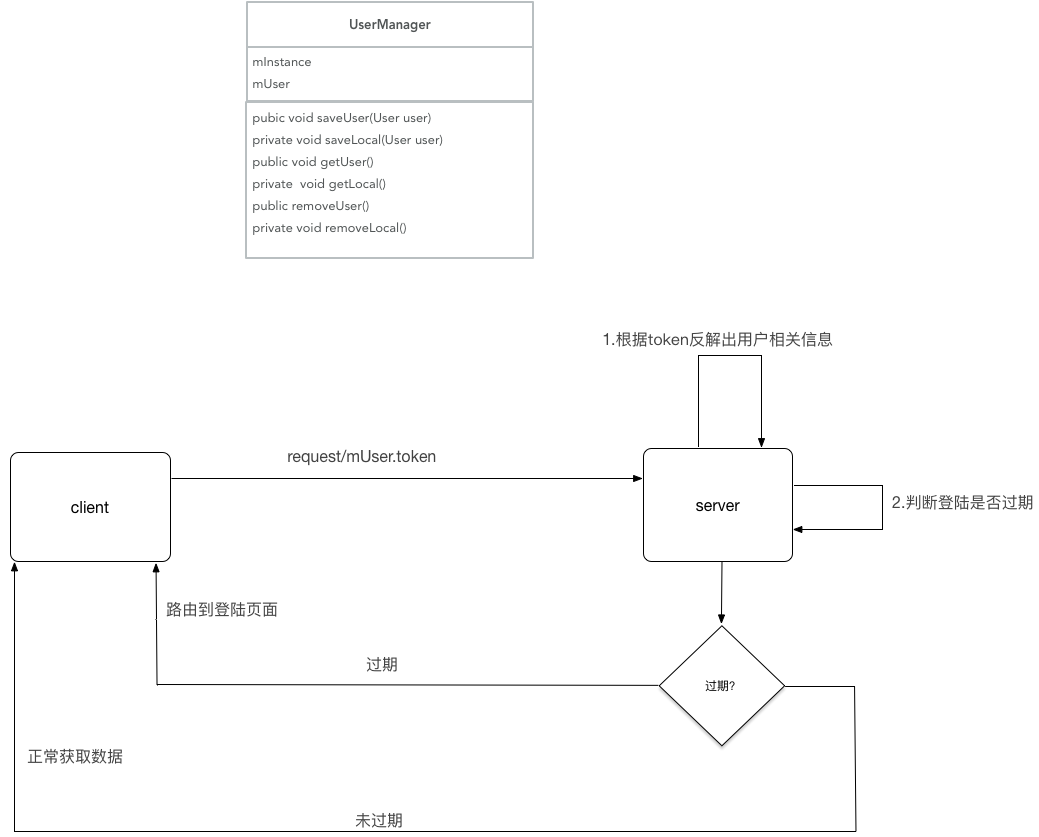 UserManager
mInstance
mUser
pubic void saveUser(User user)
private void saveLocal(User user)
public void getUser()
private  void getLocal()
public removeUser()
private void removeLocal()
1.根据token反解出用户相关信息
request/mUser.token
client
server
2.判断登陆是否过期
路由到登陆页面
过期
过期?
正常获取数据
未过期